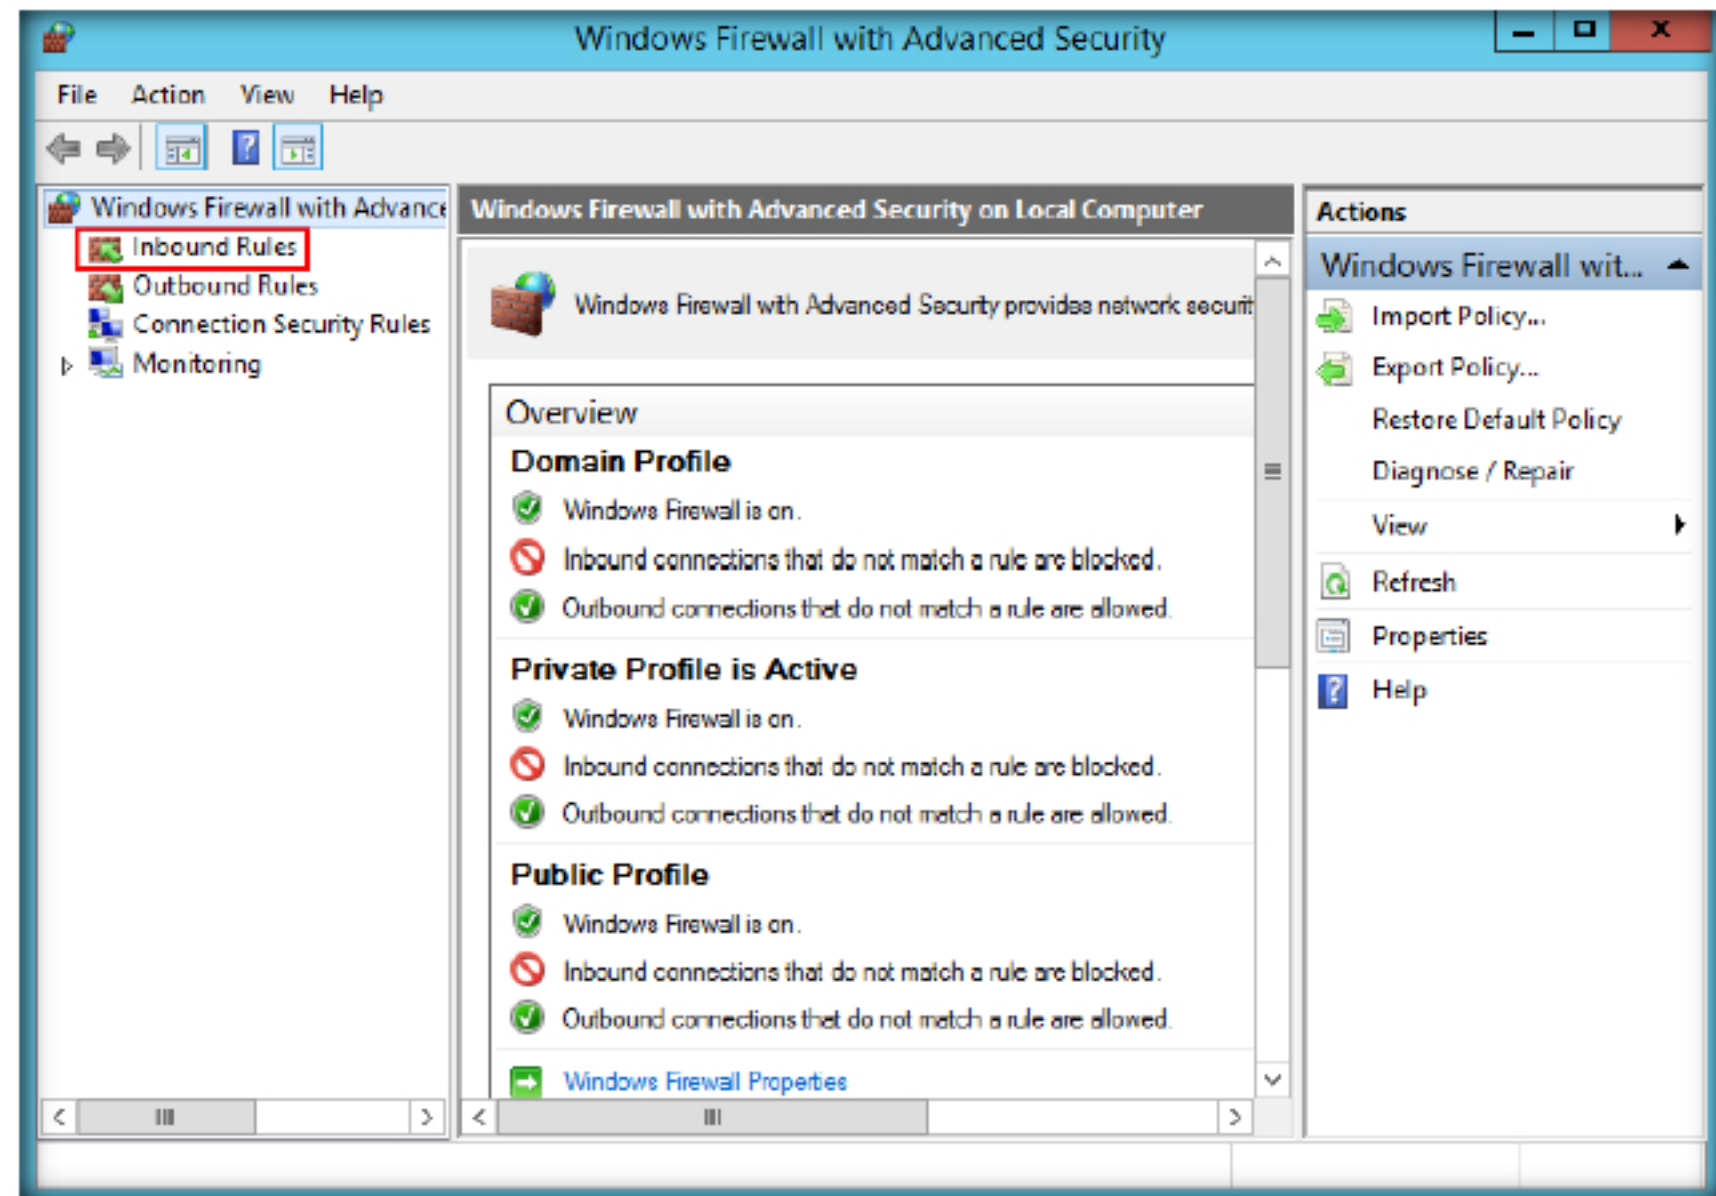 Windows Firewall with Advanced Security
File Action View Help
Windows Firewall with Advance
Inbound Rules
Outbound Rules
Connection Security Rules
Monitoring
Windows Firewall with Advanced Security on Local Computer
Windows Firewall with Advanced Security provides network securit
Overview
Domain Profile
Windows Firewall is on.
Inbound connections that do not match a rule are blocked.
Outbound connections that do not match a rule are allowed.
Private Profile is Active
Windows Firewall is on.
Inbound connections that do not match a rule are blocked.
Outbound connections that do not match a rule are allowed.
Public Profile
Windows Firewall is on.
Inbound connections that do not match a rule are blocked.
Outbound connections that do not match a rule are allowed.
Windows Firewall Properties
Actions
Windows Firewall wit...
Import Policy...
Export Policy...
Restore Default Policy
Diagnose / Repair
View
Refresh
Properties
Help